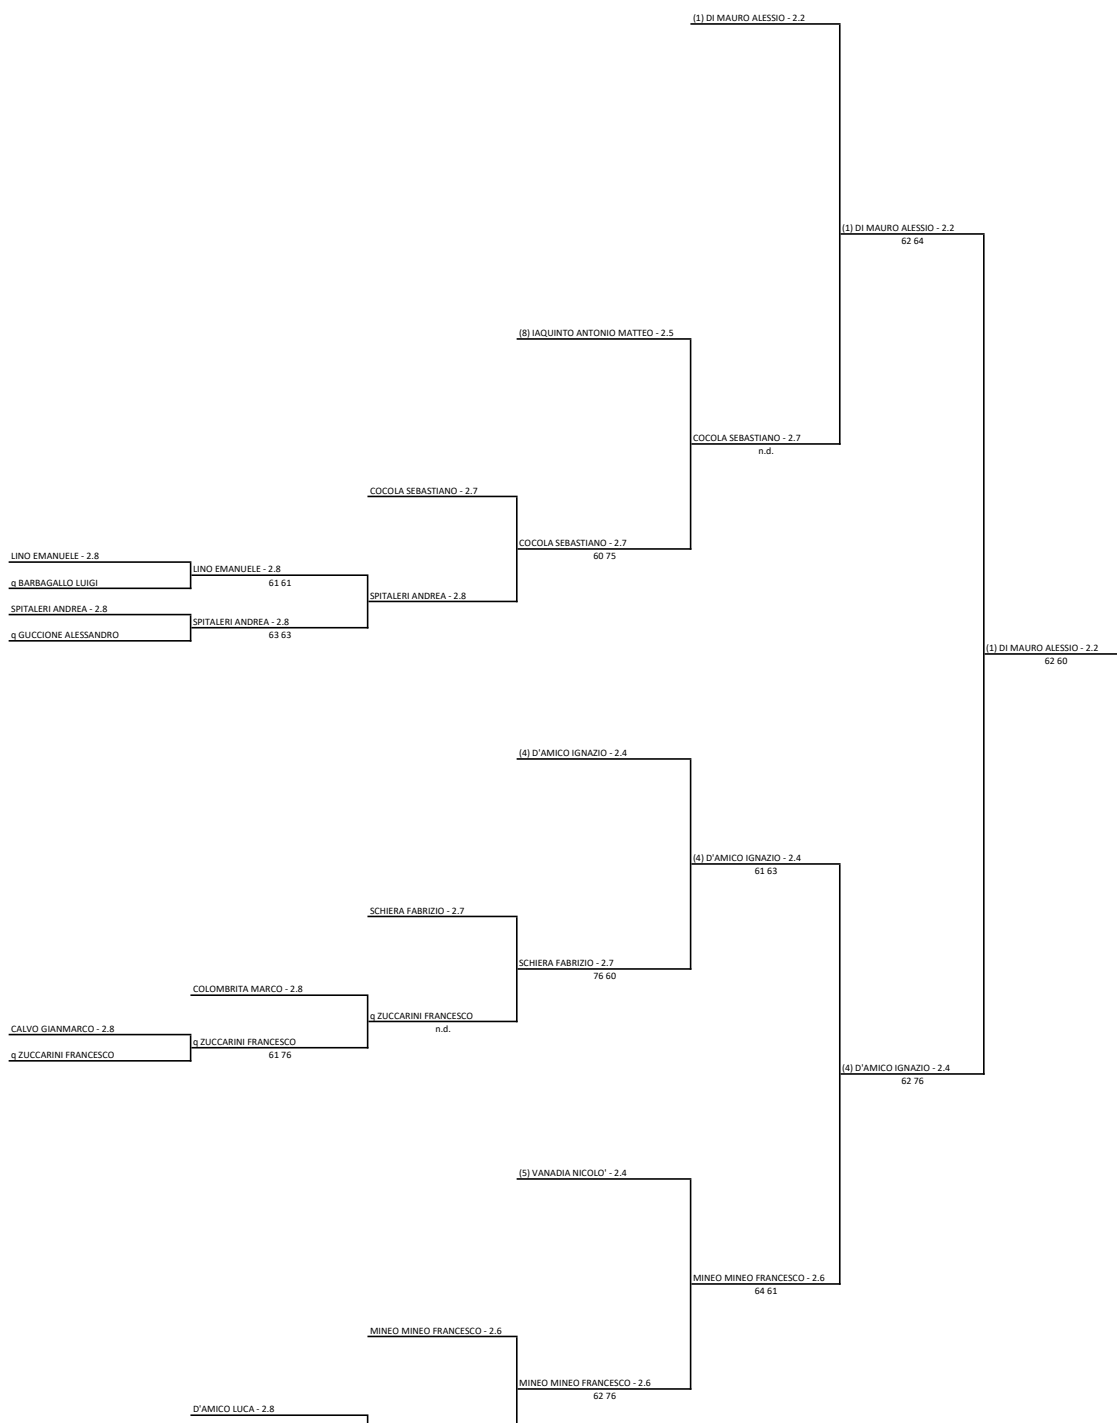 (1) DI MAURO ALESSIO - 2.2
(1) DI MAURO ALESSIO - 2.2
62 64
(8) IAQUINTO ANTONIO MATTEO - 2.5
COCOLA SEBASTIANO - 2.7
n.d.
COCOLA SEBASTIANO - 2.7
COCOLA SEBASTIANO - 2.7
60 75
LINO EMANUELE - 2.8
LINO EMANUELE - 2.8
61 61
q BARBAGALLO LUIGI
SPITALERI ANDREA - 2.8
SPITALERI ANDREA - 2.8
SPITALERI ANDREA - 2.8
63 63
q GUCCIONE ALESSANDRO
(1) DI MAURO ALESSIO - 2.2
62 60
(4) D'AMICO IGNAZIO - 2.4
(4) D'AMICO IGNAZIO - 2.4
61 63
SCHIERA FABRIZIO - 2.7
SCHIERA FABRIZIO - 2.7
76 60
COLOMBRITA MARCO - 2.8
q ZUCCARINI FRANCESCO
n.d.
CALVO GIANMARCO - 2.8
q ZUCCARINI FRANCESCO
61 76
q ZUCCARINI FRANCESCO
(4) D'AMICO IGNAZIO - 2.4
62 76
(5) VANADIA NICOLO' - 2.4
MINEO MINEO FRANCESCO - 2.6
64 61
MINEO MINEO FRANCESCO - 2.6
MINEO MINEO FRANCESCO - 2.6
62 76
D'AMICO LUCA - 2.8